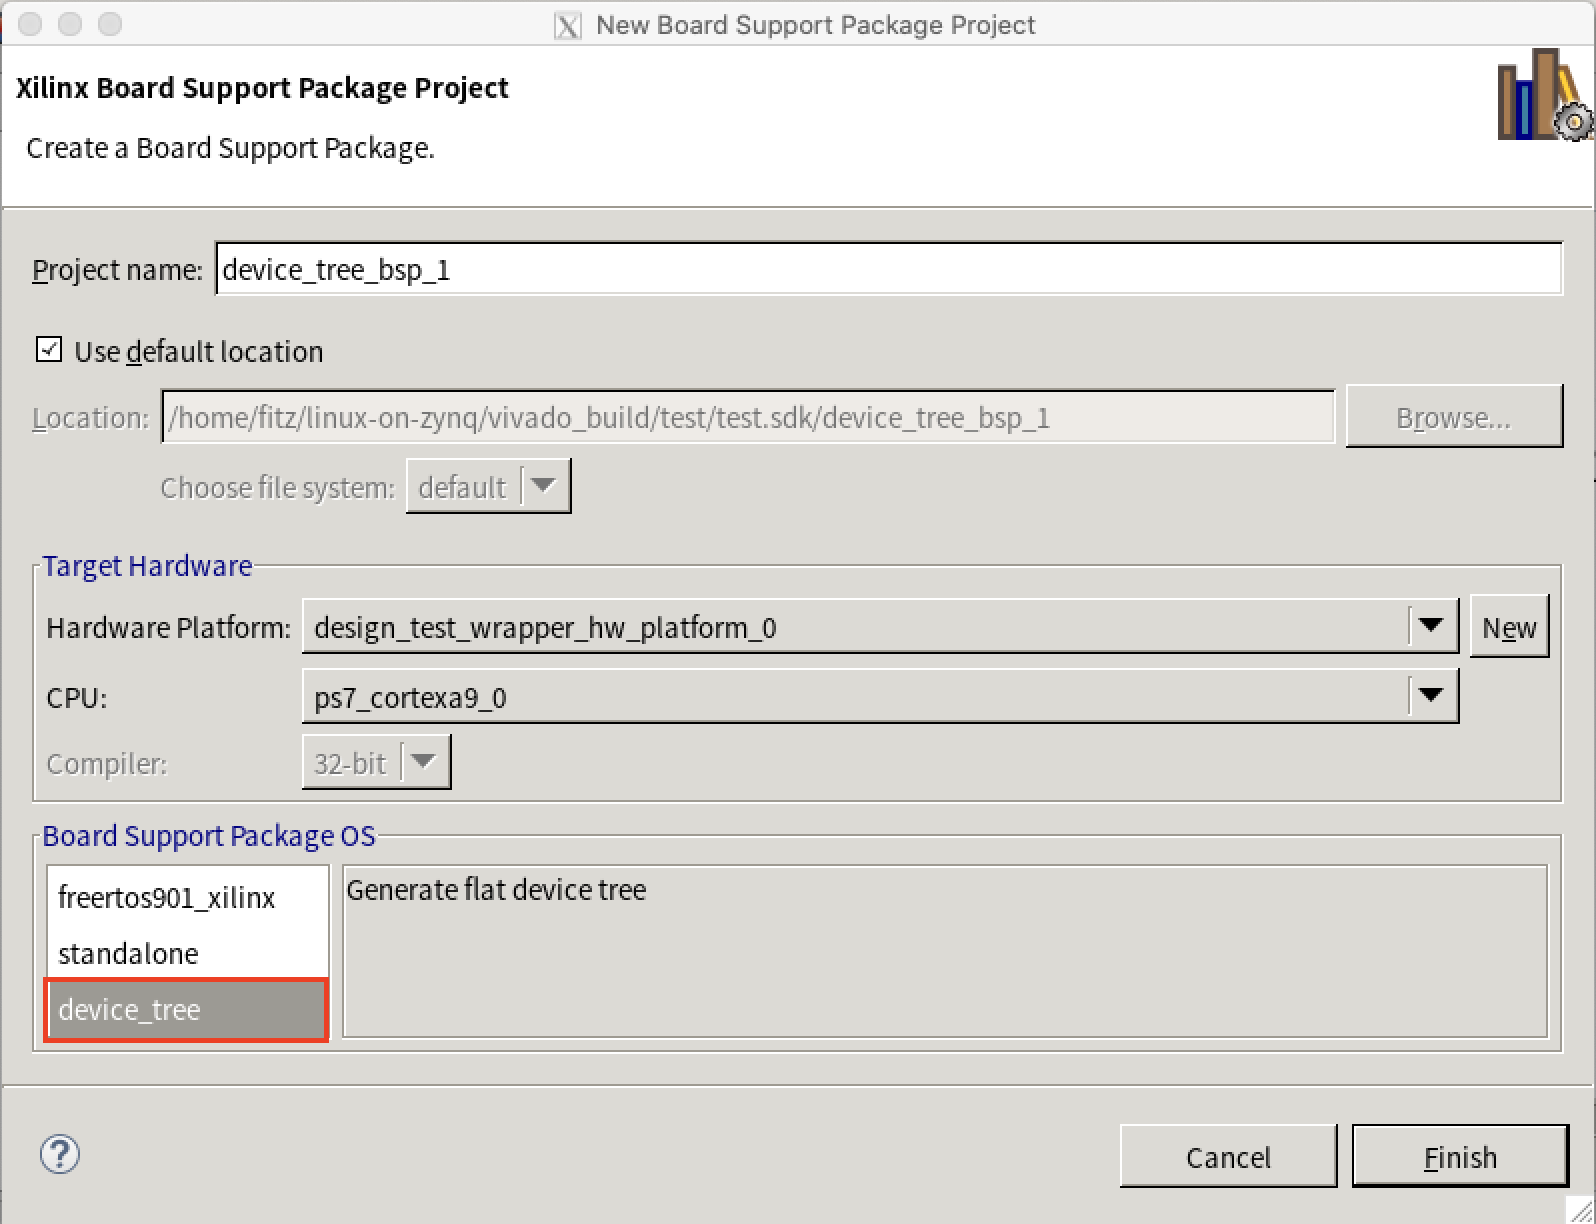 New Board Support Package Project
Xilinx Board Support Package Project
Create a Board Support Package.
Project name: device_tree_bsp_1
Use default location
Location: /home/fitz/linux-on-zynq/vivado_build/test/test.sdk/device_tree_bsp_1 Browse...
Choose file system: default
Target Hardware
Hardware Platform: design_test_wrapper_hw_platform_0 New
CPU: ps7_cortexa9_0
Compiler: 32-bit
Board Support Package OS
freertos901_xilinx Generate flat device tree
standalone
device_tree
Cancel Finish